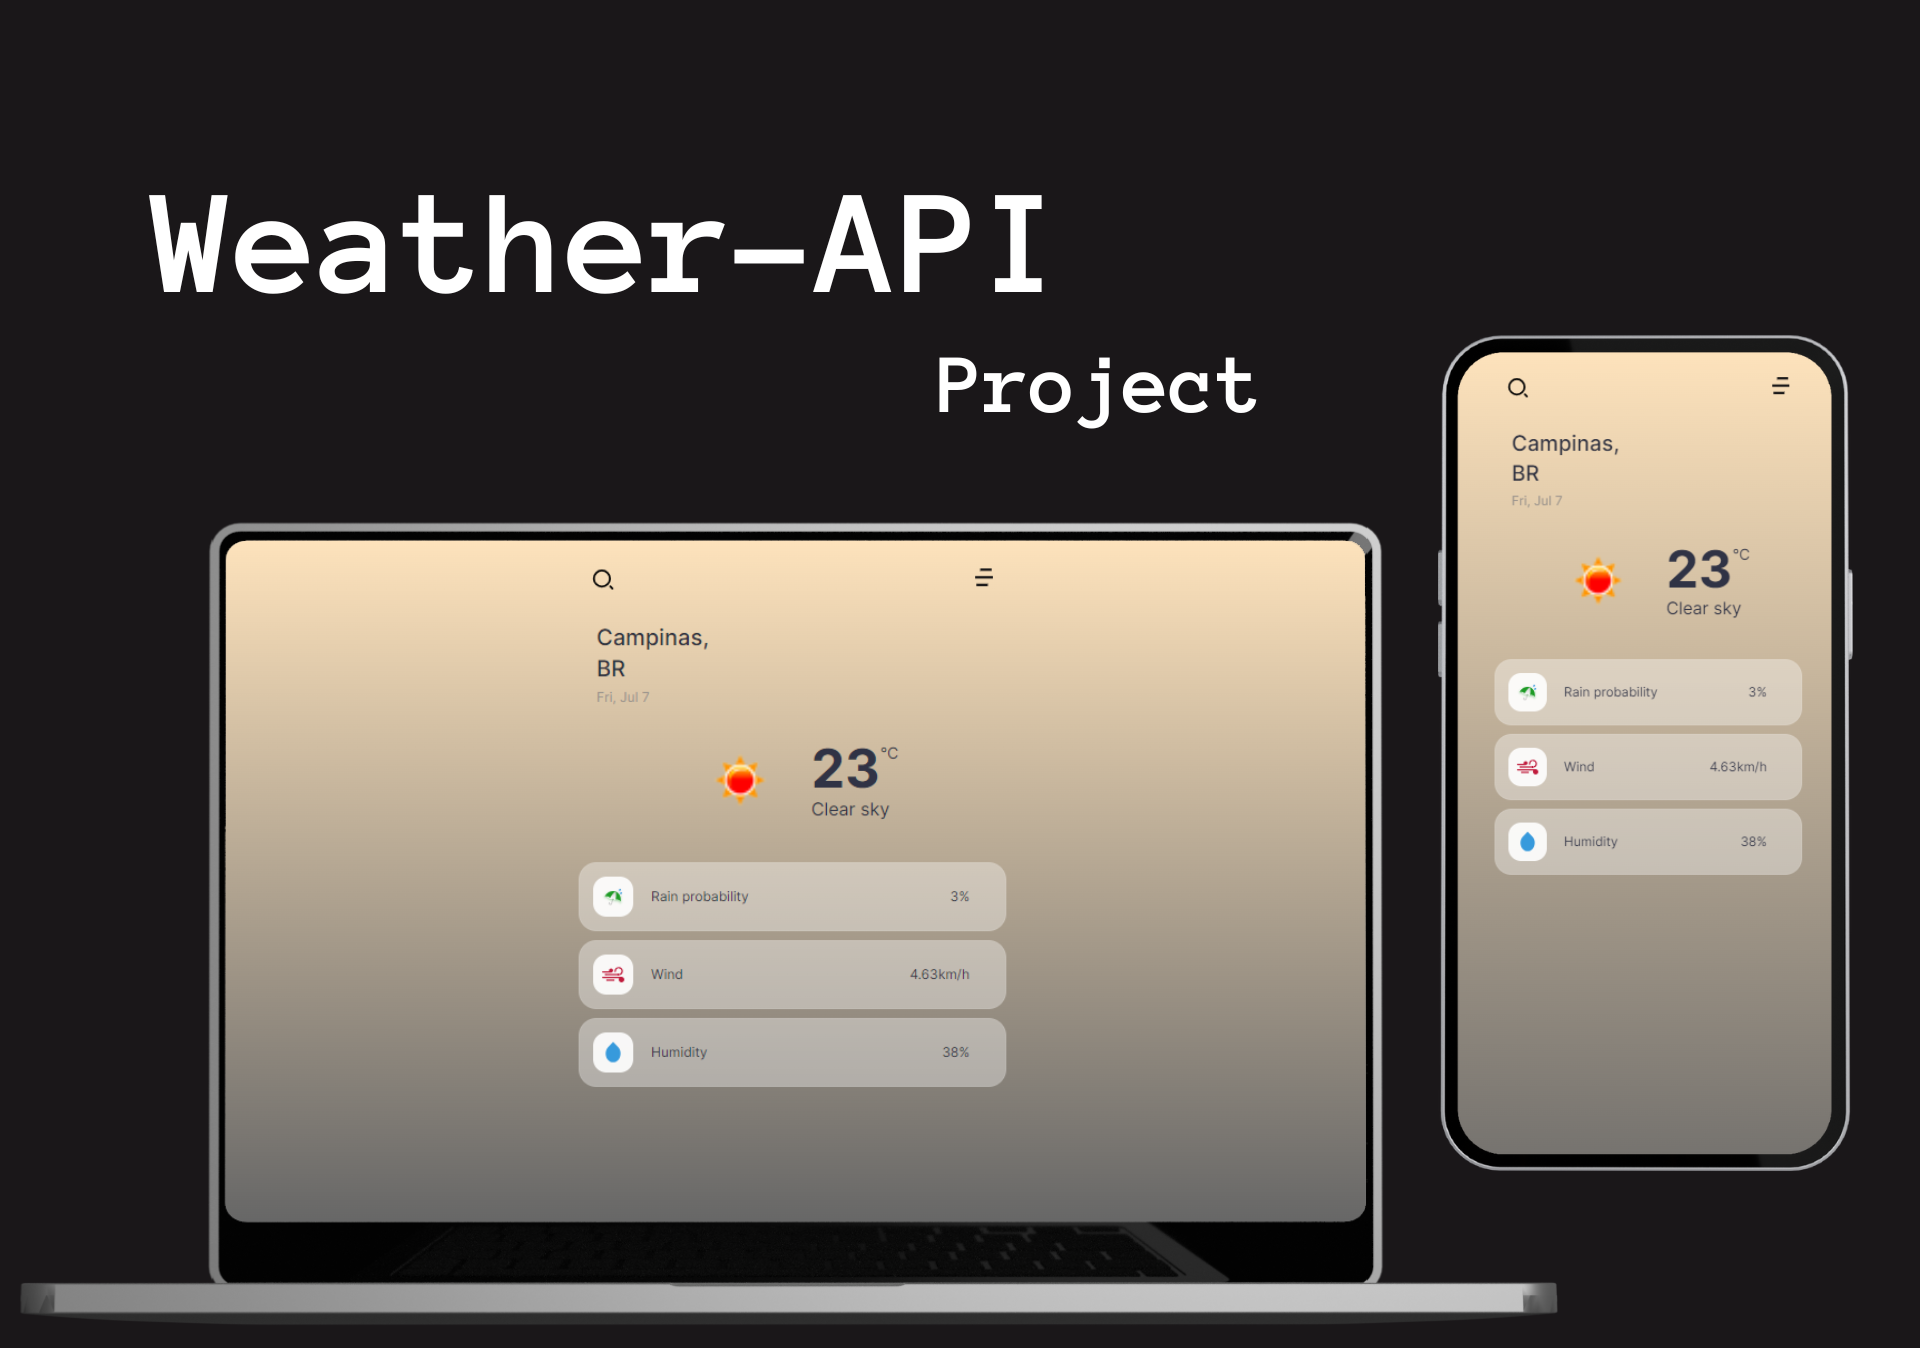 Weather-API
Project
Campinas,
BR
Fri, Jul 7
23°C
Clear sky
Rain probability 3%
Wind 4.63km/h
Humidity 38%
Campinas,
BR
Fri, Jul 7
23°C
Clear sky
Rain probability 3%
Wind 4.63km/h
Humidity 38%